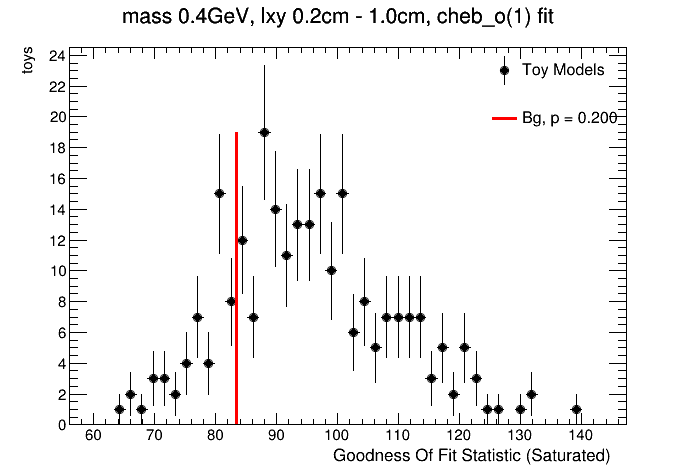 mass 0.4GeV, lxy 0.2cm - 1.0cm, cheb_o(1) fit
toys
24
22
20
18
16
14
12
10
8
6
4
2
0
Toy Models
Bg, p = 0.200
60 70 80 90 100 110 120 130 140
Goodness Of Fit Statistic (Saturated)